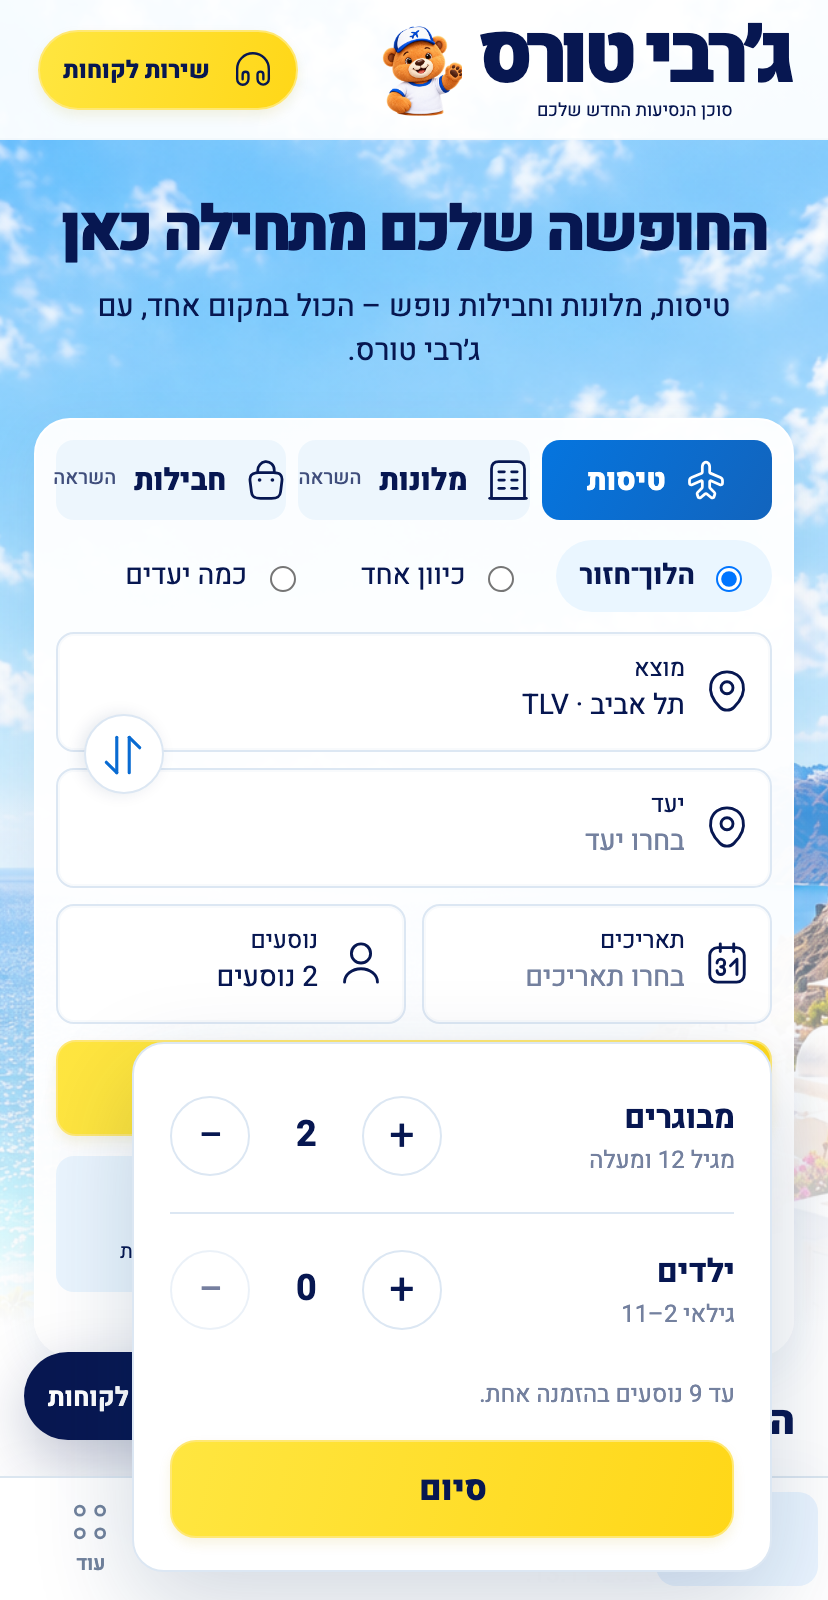 ג׳רבי טורס
סוכן הנסיעות החדש שלכם
שירות לקוחות
החופשה שלכם מתחילה כאן
טיסות, מלונות וחבילות נופש – הכול במקום אחד, עם
ג׳רבי טורס.
טיסות
מלונות השראה
חבילות השראה
הלוך־חזור
כיוון אחד
כמה יעדים
מוצא
תל אביב · TLV
יעד
בחרו יעד
תאריכים
בחרו תאריכים
31
נוסעים
2 נוסעים
מבוגרים
מגיל 12 ומעלה
+ 2 −
ילדים
גילאי 2–11
+ 0 −
עד 9 נוסעים בהזמנה אחת.
סיום
לקוחות
עוד